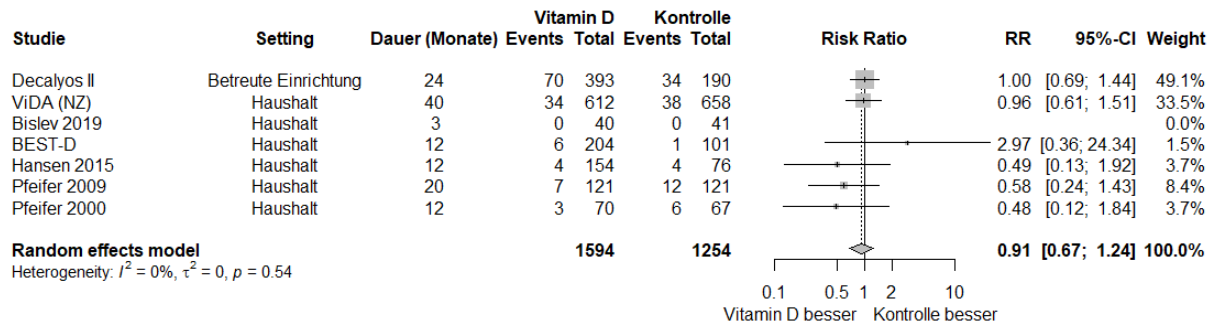 Vitamin D Kontrolle
Studie Setting Dauer (Monate) Events Total Events Total Risk Ratio RR 95%-CI Weight
Decalyos II Betreute Einrichtung 24 70 393 34 190 1.00 [0.69; 1.44] 49.1%
ViDA (NZ) Haushalt 40 34 612 38 658 0.96 [0.61; 1.51] 33.5%
Bislev 2019 Haushalt 3 0 40 0 41 0.0%
BEST-D Haushalt 12 6 204 1 101 2.97 [0.36; 24.34] 1.5%
Hansen 2015 Haushalt 12 4 154 4 76 0.49 [0.13; 1.92] 3.7%
Pfeifer 2009 Haushalt 20 7 121 12 121 0.58 [0.24; 1.43] 8.4%
Pfeifer 2000 Haushalt 12 3 70 6 67 0.48 [0.12; 1.84] 3.7%
Random effects model 1594 1254 0.91 [0.67; 1.24] 100.0%
Heterogeneity: I² = 0%, τ² = 0, p = 0.54
0.1 0.5 1 2 10
Vitamin D besser Kontrolle besser